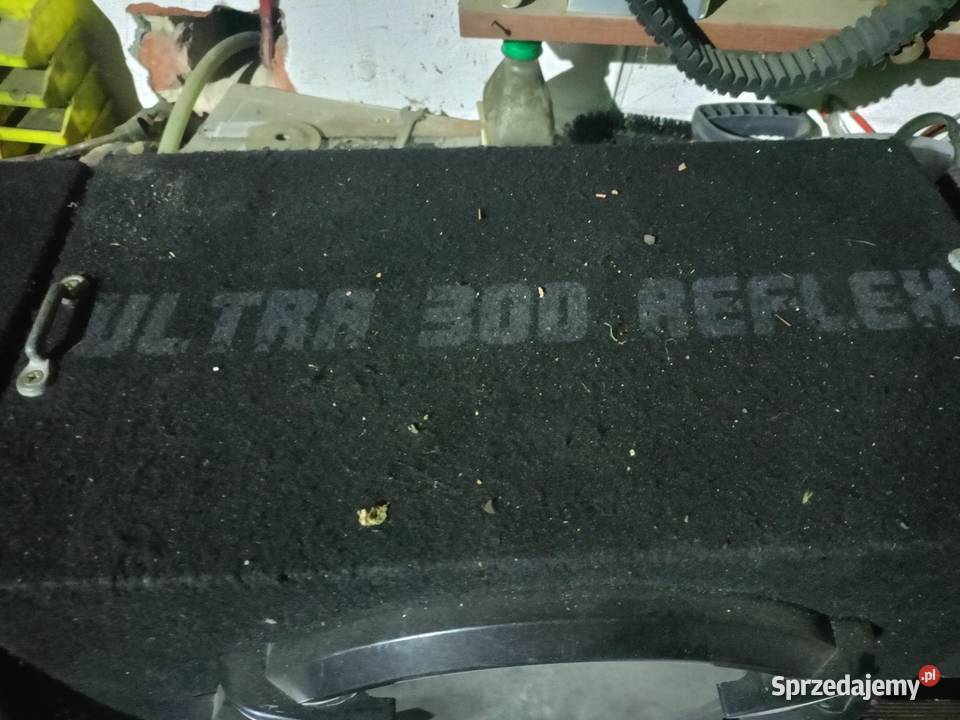 ULTRA 300 REFLEX
Sprzedajemy.pl